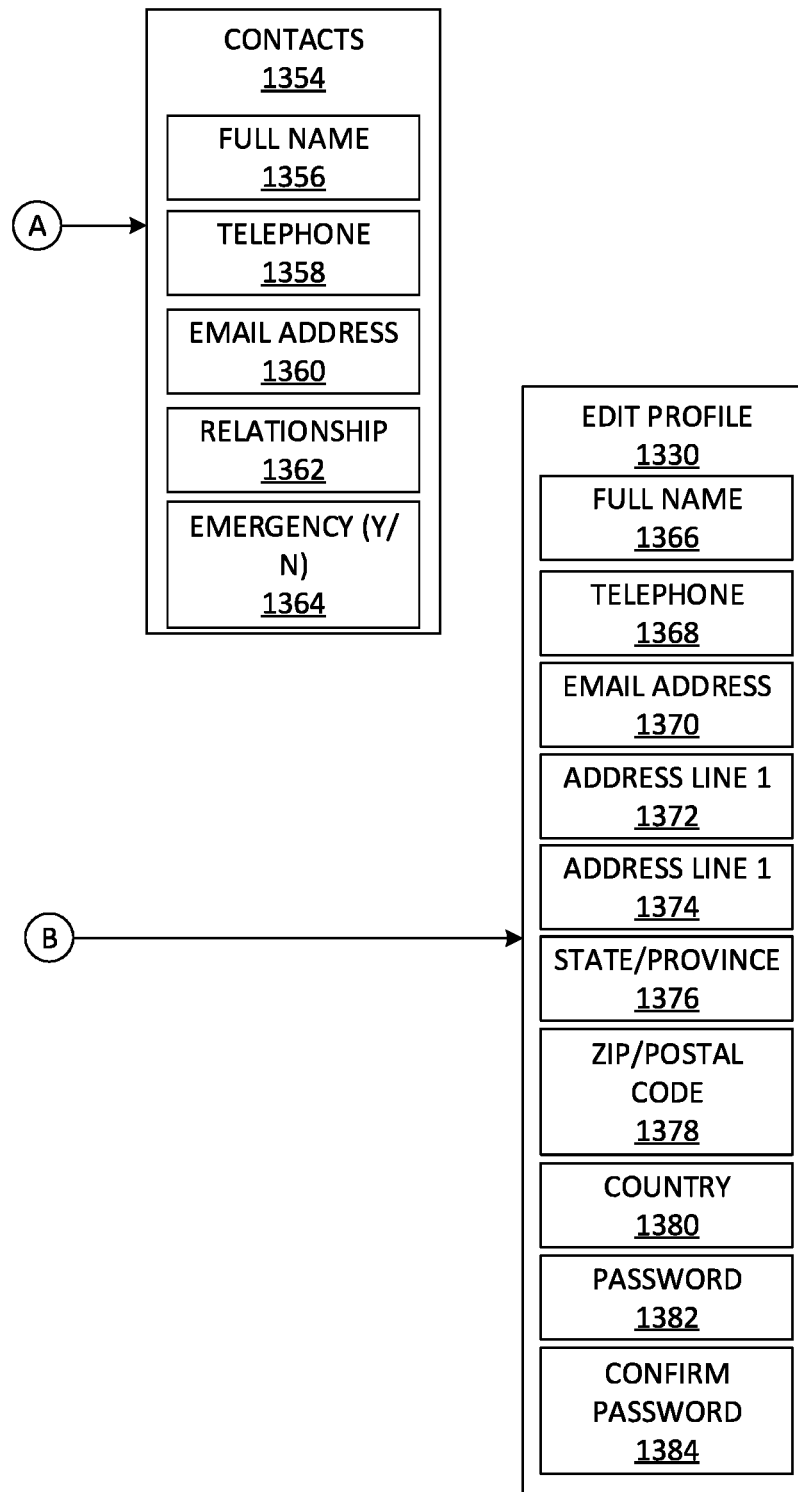 CONTACTS
1354
FULL NAME
1356
A
TELEPHONE
1358
EMAIL ADDRESS
1360
RELATIONSHIP
1362
EMERGENCY (Y/
N)
1364
EDIT PROFILE
1330
FULL NAME
1366
TELEPHONE
1368
EMAIL ADDRESS
1370
ADDRESS LINE 1
1372
ADDRESS LINE 1
1374
B
STATE/PROVINCE
1376
ZIP/POSTAL
CODE
1378
COUNTRY
1380
PASSWORD
1382
CONFIRM
PASSWORD
1384